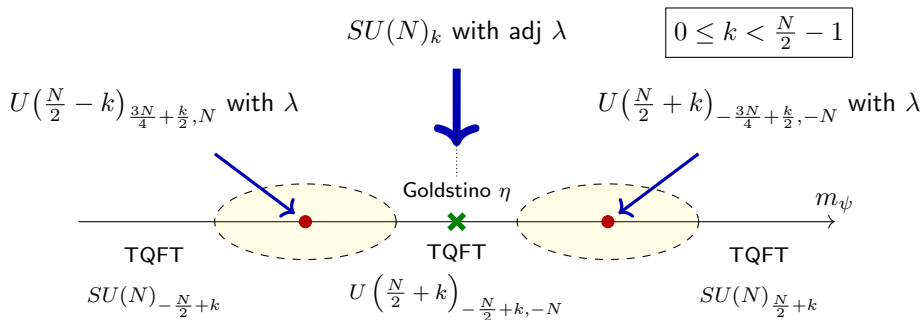 SU(N)_k with adj λ
0 ≤ k < N/2 − 1
U(N/2 − k)_{3N/4 + k/2, N} with λ
U(N/2 + k)_{−3N/4 + k/2, −N} with λ
Goldstino η
m_ψ
TQFT
TQFT
TQFT
SU(N)_{−N/2 + k}
U(N/2 + k)_{−N/2 + k, −N}
SU(N)_{N/2 + k}